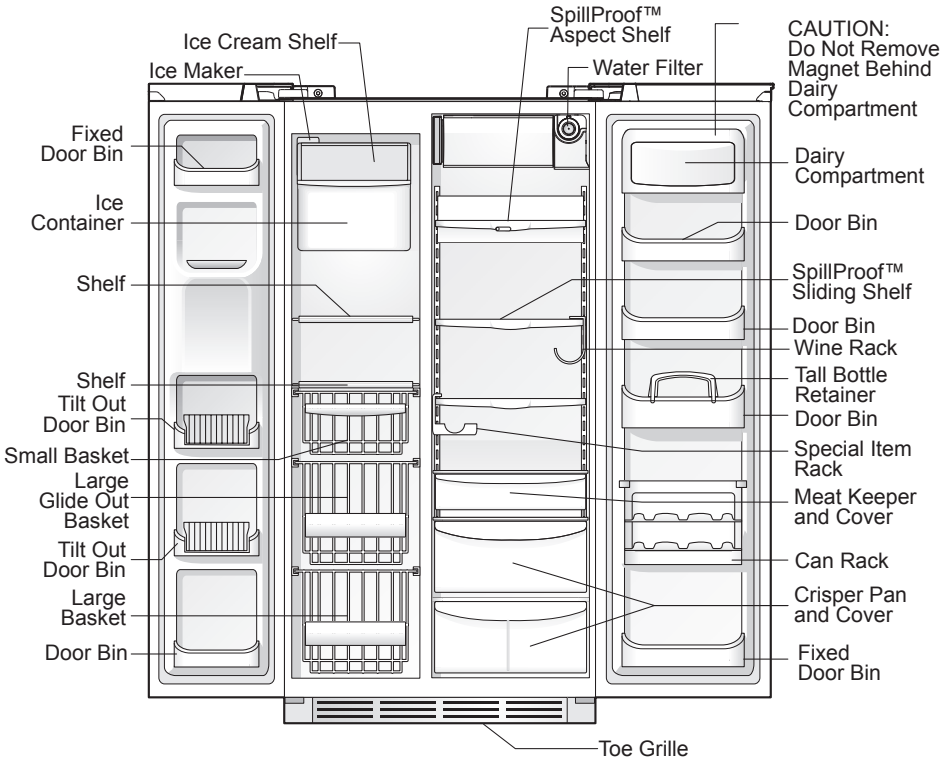 SpillProof™
Aspect Shelf
CAUTION:
Do Not Remove
Magnet Behind
Dairy
Compartment
Ice Cream Shelf
Ice Maker
Water Filter
Fixed
Door Bin
Dairy
Compartment
Ice
Container
Door Bin
Shelf
SpillProof™
Sliding Shelf
Door Bin
Wine Rack
Shelf
Tall Bottle
Retainer
Tilt Out
Door Bin
Door Bin
Small Basket
Special Item
Rack
Large
Glide Out
Basket
Meat Keeper
and Cover
Tilt Out
Door Bin
Can Rack
Large
Basket
Crisper Pan
and Cover
Door Bin
Fixed
Door Bin
Toe Grille